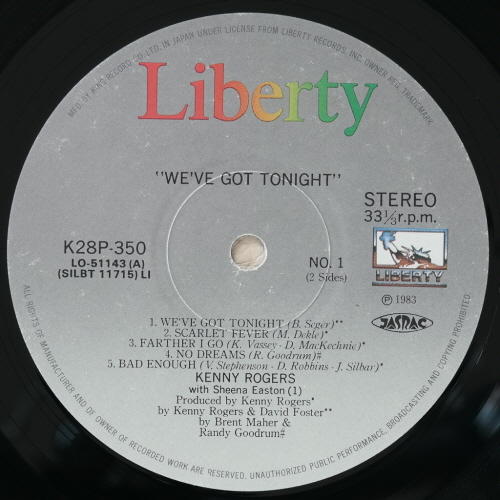 MFD. BY KING RECORD CO., LTD. IN JAPAN UNDER LICENSE FROM LIBERTY RECORDS, INC. OWNER REG. TRADEMARK.
Liberty
"WE'VE GOT TONIGHT"
STEREO
33⅓r.p.m.
K28P-350
LO-51143 (A)
(SILBT 11715) LI
NO. 1
(2 Sides)
LIBERTY
Ⓟ 1983
JASRAC
1. WE'VE GOT TONIGHT (B. Seger)**
2. SCARLET FEVER (M. Dekle)*
3. FARTHER I GO (K. Vassey - D. MacKechnie)*
4. NO DREAMS (R. Goodrum)#
5. BAD ENOUGH (V. Stephenson - D. Robbins - J. Silbar)*
KENNY ROGERS
with Sheena Easton (1)
Produced by Kenny Rogers*
by Kenny Rogers & David Foster**
by Brent Maher &
Randy Goodrum#
ALL RIGHTS OF MANUFACTURER AND OF OWNER OF RECORDED WORK ARE RESERVED. UNAUTHORIZED PUBLIC PERFORMANCE, BROADCASTING AND COPYING PROHIBITED.